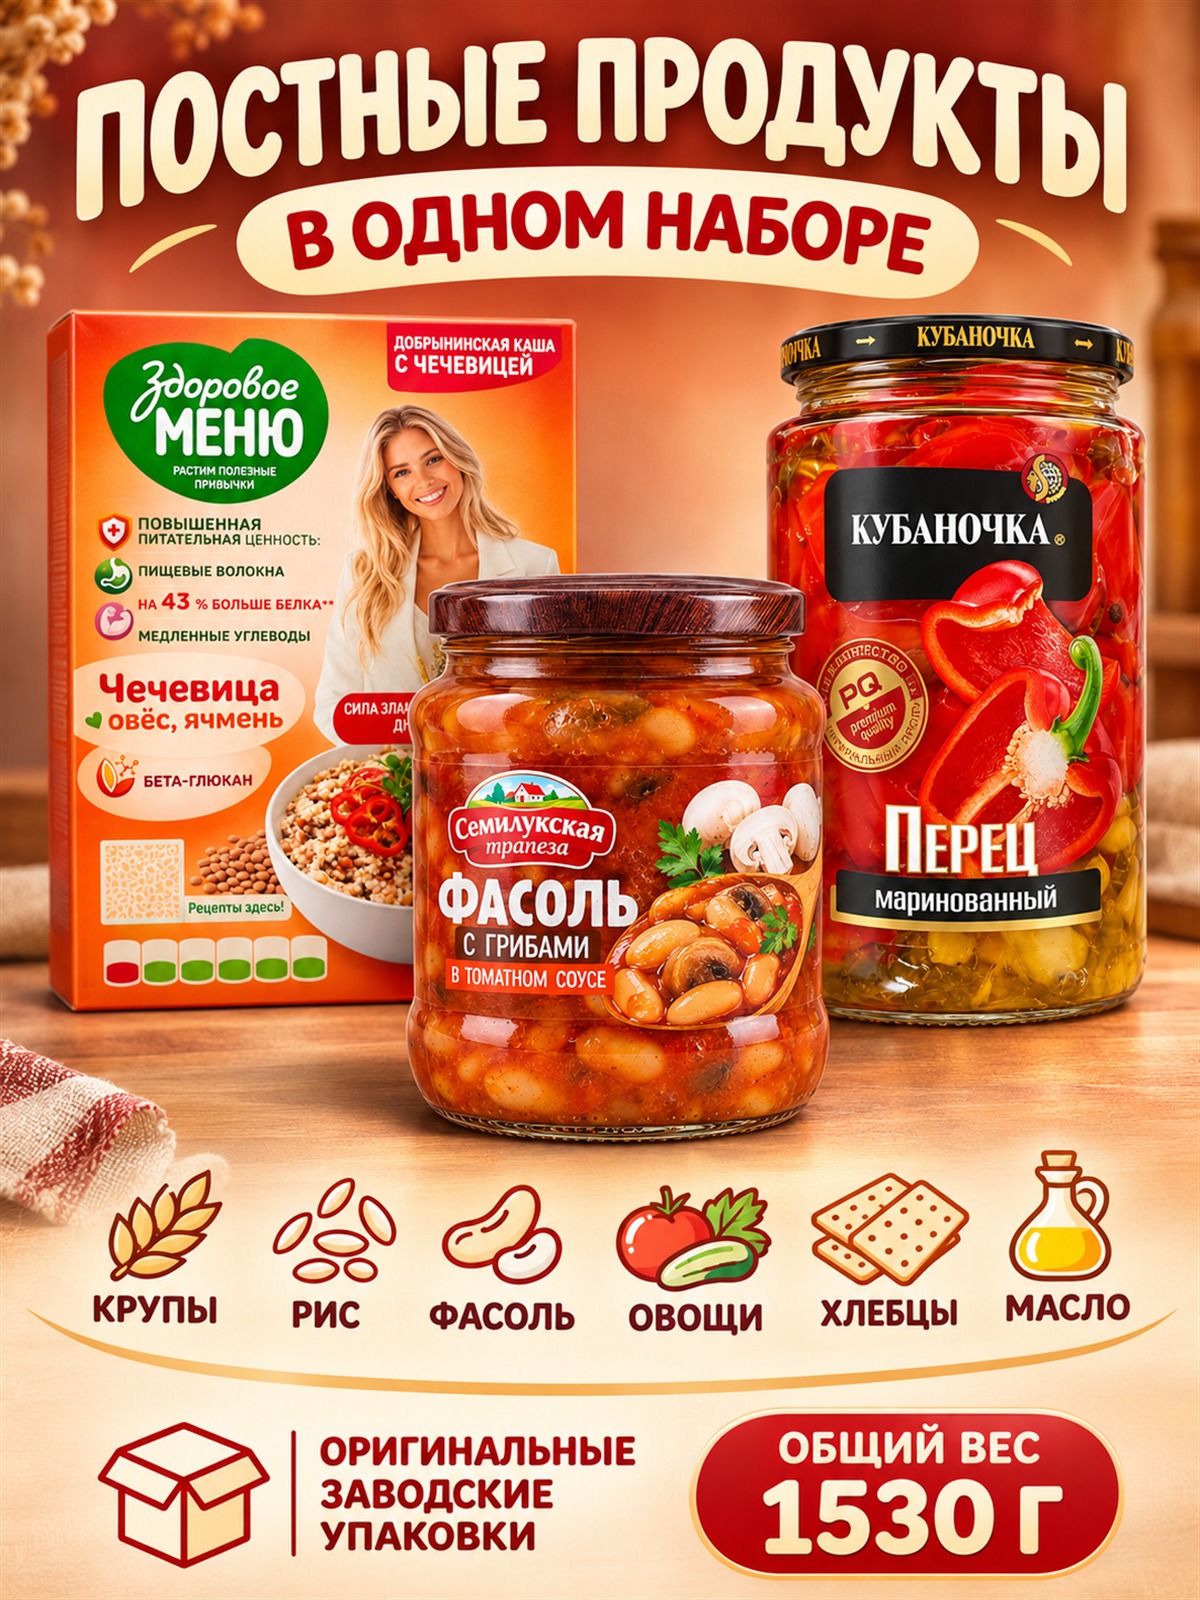 ПОСТНЫЕ ПРОДУКТЫ
В ОДНОМ НАБОРЕ
ДОБРЫНИНСКАЯ КАША
С ЧЕЧЕВИЦЕЙ
Здоровое
МЕНЮ
РАСТИМ ПОЛЕЗНЫЕ
ПРИВЫЧКИ
ПОВЫШЕННАЯ
ПИТАТЕЛЬНАЯ ЦЕННОСТЬ:
ПИЩЕВЫЕ ВОЛОКНА
НА 43 % БОЛЬШЕ БЕЛКА**
МЕДЛЕННЫЕ УГЛЕВОДЫ
Чечевица
овёс, ячмень
СИЛА
БЕТА-ГЛЮКАН
Рецепты здесь!
КУБАНОЧКА
КУБАНОЧКА®
PQ
premium
quality
ПЕРЕЦ
маринованный
Семилукская
трапеза
ФАСОЛЬ
С ГРИБАМИ
В ТОМАТНОМ СОУСЕ
КРУПЫ
РИС
ФАСОЛЬ
ОВОЩИ
ХЛЕБЦЫ
МАСЛО
ОРИГИНАЛЬНЫЕ
ЗАВОДСКИЕ
УПАКОВКИ
ОБЩИЙ ВЕС
1530 Г